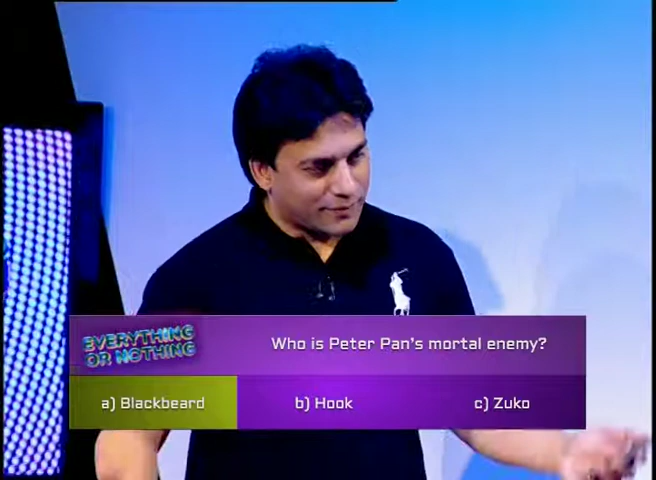 EVERYTHING
OR NOTHING
Who is Peter Pan's mortal enemy?
a) Blackbeard
b) Hook
c) Zuko